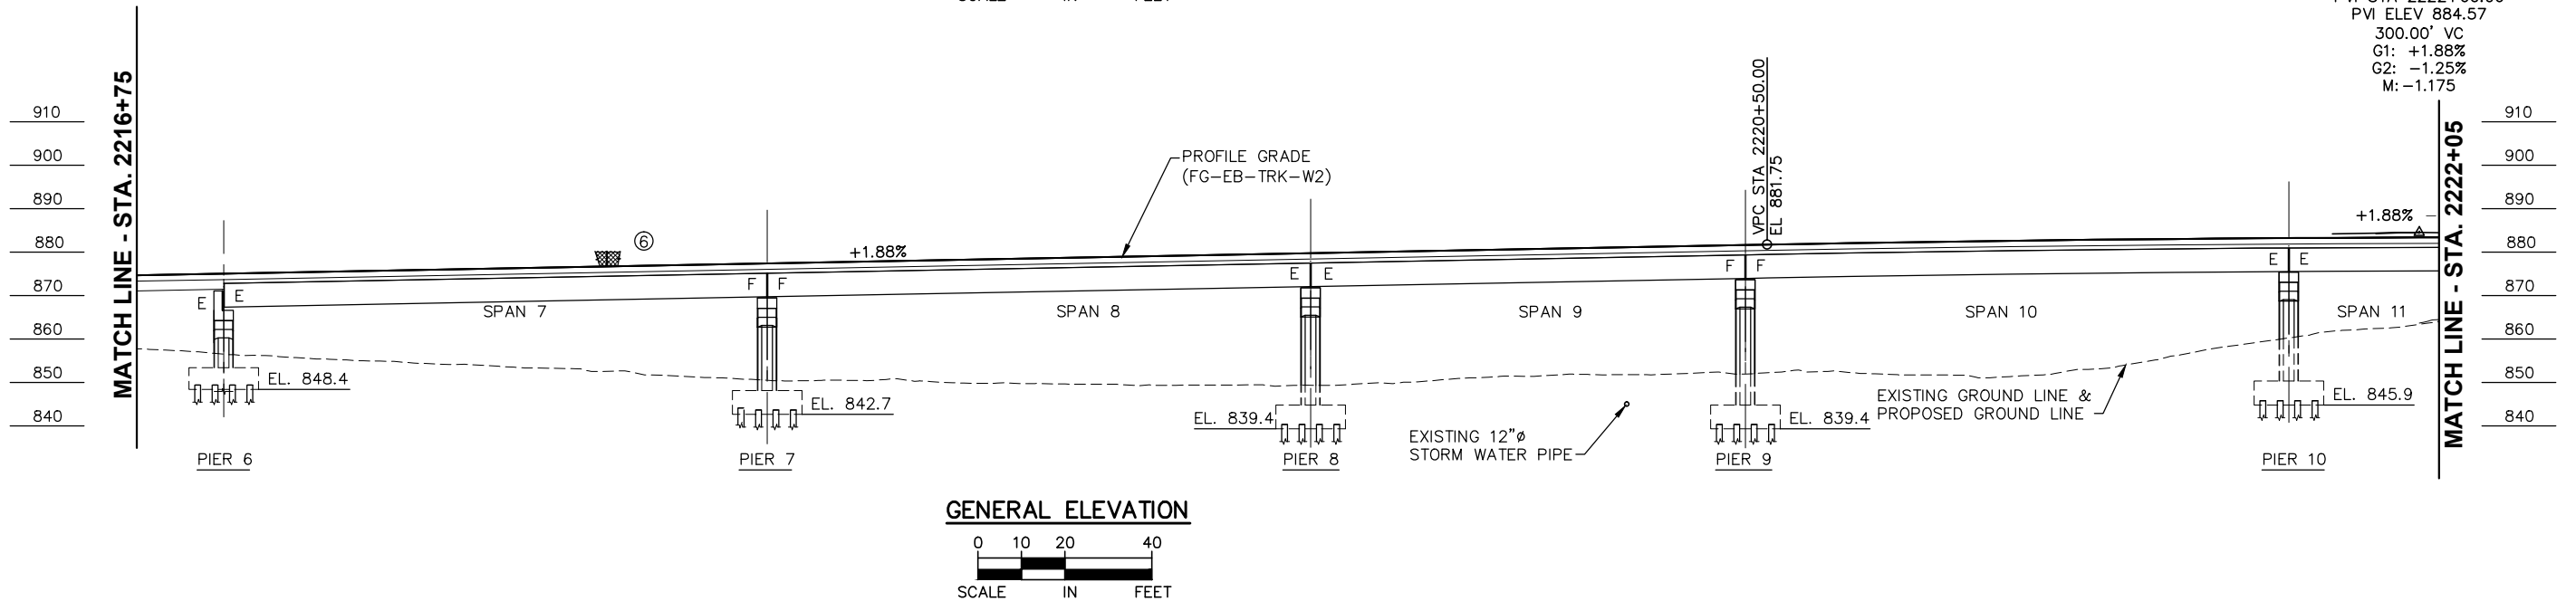 PVI ELEV 884.57
300.00' VC
G1: +1.88%
G2: -1.25%
M: -1.175
MATCH LINE - STA. 2216+75
910
900
890
880
870
860
850
840
VPC STA 2220+50.00
EL 881.75
PROFILE GRADE
(FG-EB-TRK-W2)
6
+1.88%
+1.88%
E E
F F
E E
F F
E E
SPAN 7
SPAN 8
SPAN 9
SPAN 10
SPAN 11
EL. 848.4
EL. 842.7
EL. 839.4
EL. 839.4
EL. 845.9
EXISTING 12"ø
STORM WATER PIPE
EXISTING GROUND LINE &
PROPOSED GROUND LINE
PIER 6
PIER 7
PIER 8
PIER 9
PIER 10
MATCH LINE - STA. 2222+05
910
900
890
880
870
860
850
840
GENERAL ELEVATION
0 10 20 40
SCALE IN FEET